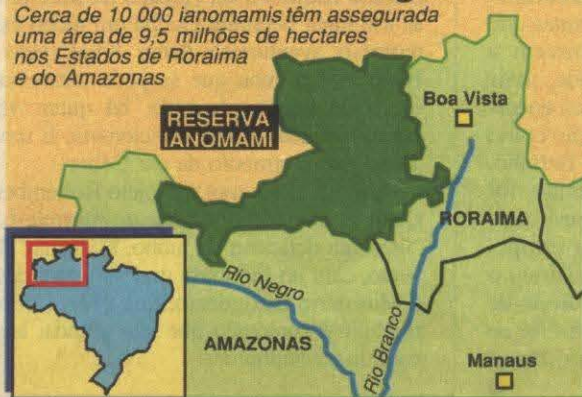 Cerca de 10 000 ianomamis têm assegurada
uma área de 9,5 milhões de hectares
nos Estados de Roraima
e do Amazonas
RESERVA
IANOMAMI
Boa Vista
RORAIMA
Rio Negro
Rio Branco
AMAZONAS
Manaus